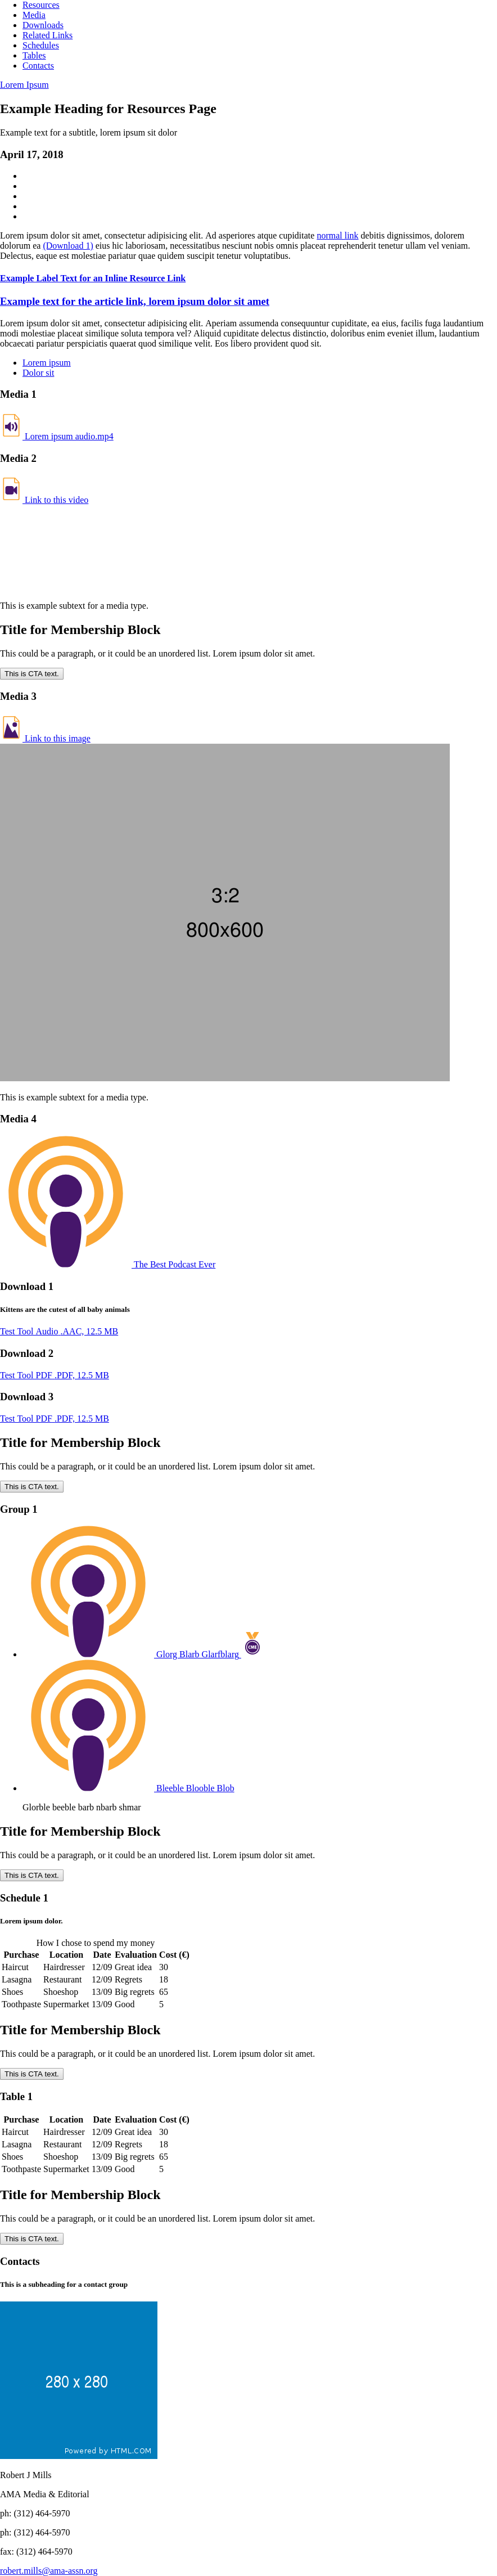 Resources
Media
Downloads
Related Links
Schedules
Tables
Contacts
Lorem Ipsum
Example Heading for Resources Page
Example text for a subtitle, lorem ipsum sit dolor
April 17, 2018
Lorem ipsum dolor sit amet, consectetur adipisicing elit. Ad asperiores atque cupiditate normal link debitis dignissimos, dolorem
dolorum ea (Download 1) eius hic laboriosam, necessitatibus nesciunt nobis omnis placeat reprehenderit tenetur ullam vel veniam.
Delectus, eaque est molestiae pariatur quae quidem suscipit tenetur voluptatibus.
Example Label Text for an Inline Resource Link
Example text for the article link, lorem ipsum dolor sit amet
Lorem ipsum dolor sit amet, consectetur adipisicing elit. Aperiam assumenda consequuntur cupiditate, ea eius, facilis fuga laudantium
modi molestiae placeat similique soluta tempora vel? Aliquid cupiditate delectus distinctio, doloribus enim eveniet illum, laudantium
obcaecati pariatur perspiciatis quaerat quod similique velit. Eos libero provident quod sit.
Lorem ipsum
Dolor sit
Media 1
Lorem ipsum audio.mp4
Media 2
Link to this video
This is example subtext for a media type.
Title for Membership Block
This could be a paragraph, or it could be an unordered list. Lorem ipsum dolor sit amet.
This is CTA text.
Media 3
Link to this image
3:2
800x600
This is example subtext for a media type.
Media 4
The Best Podcast Ever
Download 1
Kittens are the cutest of all baby animals
Test Tool Audio .AAC, 12.5 MB
Download 2
Test Tool PDF .PDF, 12.5 MB
Download 3
Test Tool PDF .PDF, 12.5 MB
Title for Membership Block
This could be a paragraph, or it could be an unordered list. Lorem ipsum dolor sit amet.
This is CTA text.
Group 1
Glorg Blarb Glarfblarg CME
Bleeble Blooble Blob
Glorble beeble barb nbarb shmar
Title for Membership Block
This could be a paragraph, or it could be an unordered list. Lorem ipsum dolor sit amet.
This is CTA text.
Schedule 1
Lorem ipsum dolor.
How I chose to spend my money
Purchase Location Date Evaluation Cost (€)
Haircut Hairdresser 12/09 Great idea 30
Lasagna Restaurant 12/09 Regrets 18
Shoes Shoeshop 13/09 Big regrets 65
Toothpaste Supermarket 13/09 Good 5
Title for Membership Block
This could be a paragraph, or it could be an unordered list. Lorem ipsum dolor sit amet.
This is CTA text.
Table 1
Purchase Location Date Evaluation Cost (€)
Haircut Hairdresser 12/09 Great idea 30
Lasagna Restaurant 12/09 Regrets 18
Shoes Shoeshop 13/09 Big regrets 65
Toothpaste Supermarket 13/09 Good 5
Title for Membership Block
This could be a paragraph, or it could be an unordered list. Lorem ipsum dolor sit amet.
This is CTA text.
Contacts
This is a subheading for a contact group
280 x 280
Powered by HTML.COM
Robert J Mills
AMA Media & Editorial
ph: (312) 464-5970
ph: (312) 464-5970
fax: (312) 464-5970
robert.mills@ama-assn.org